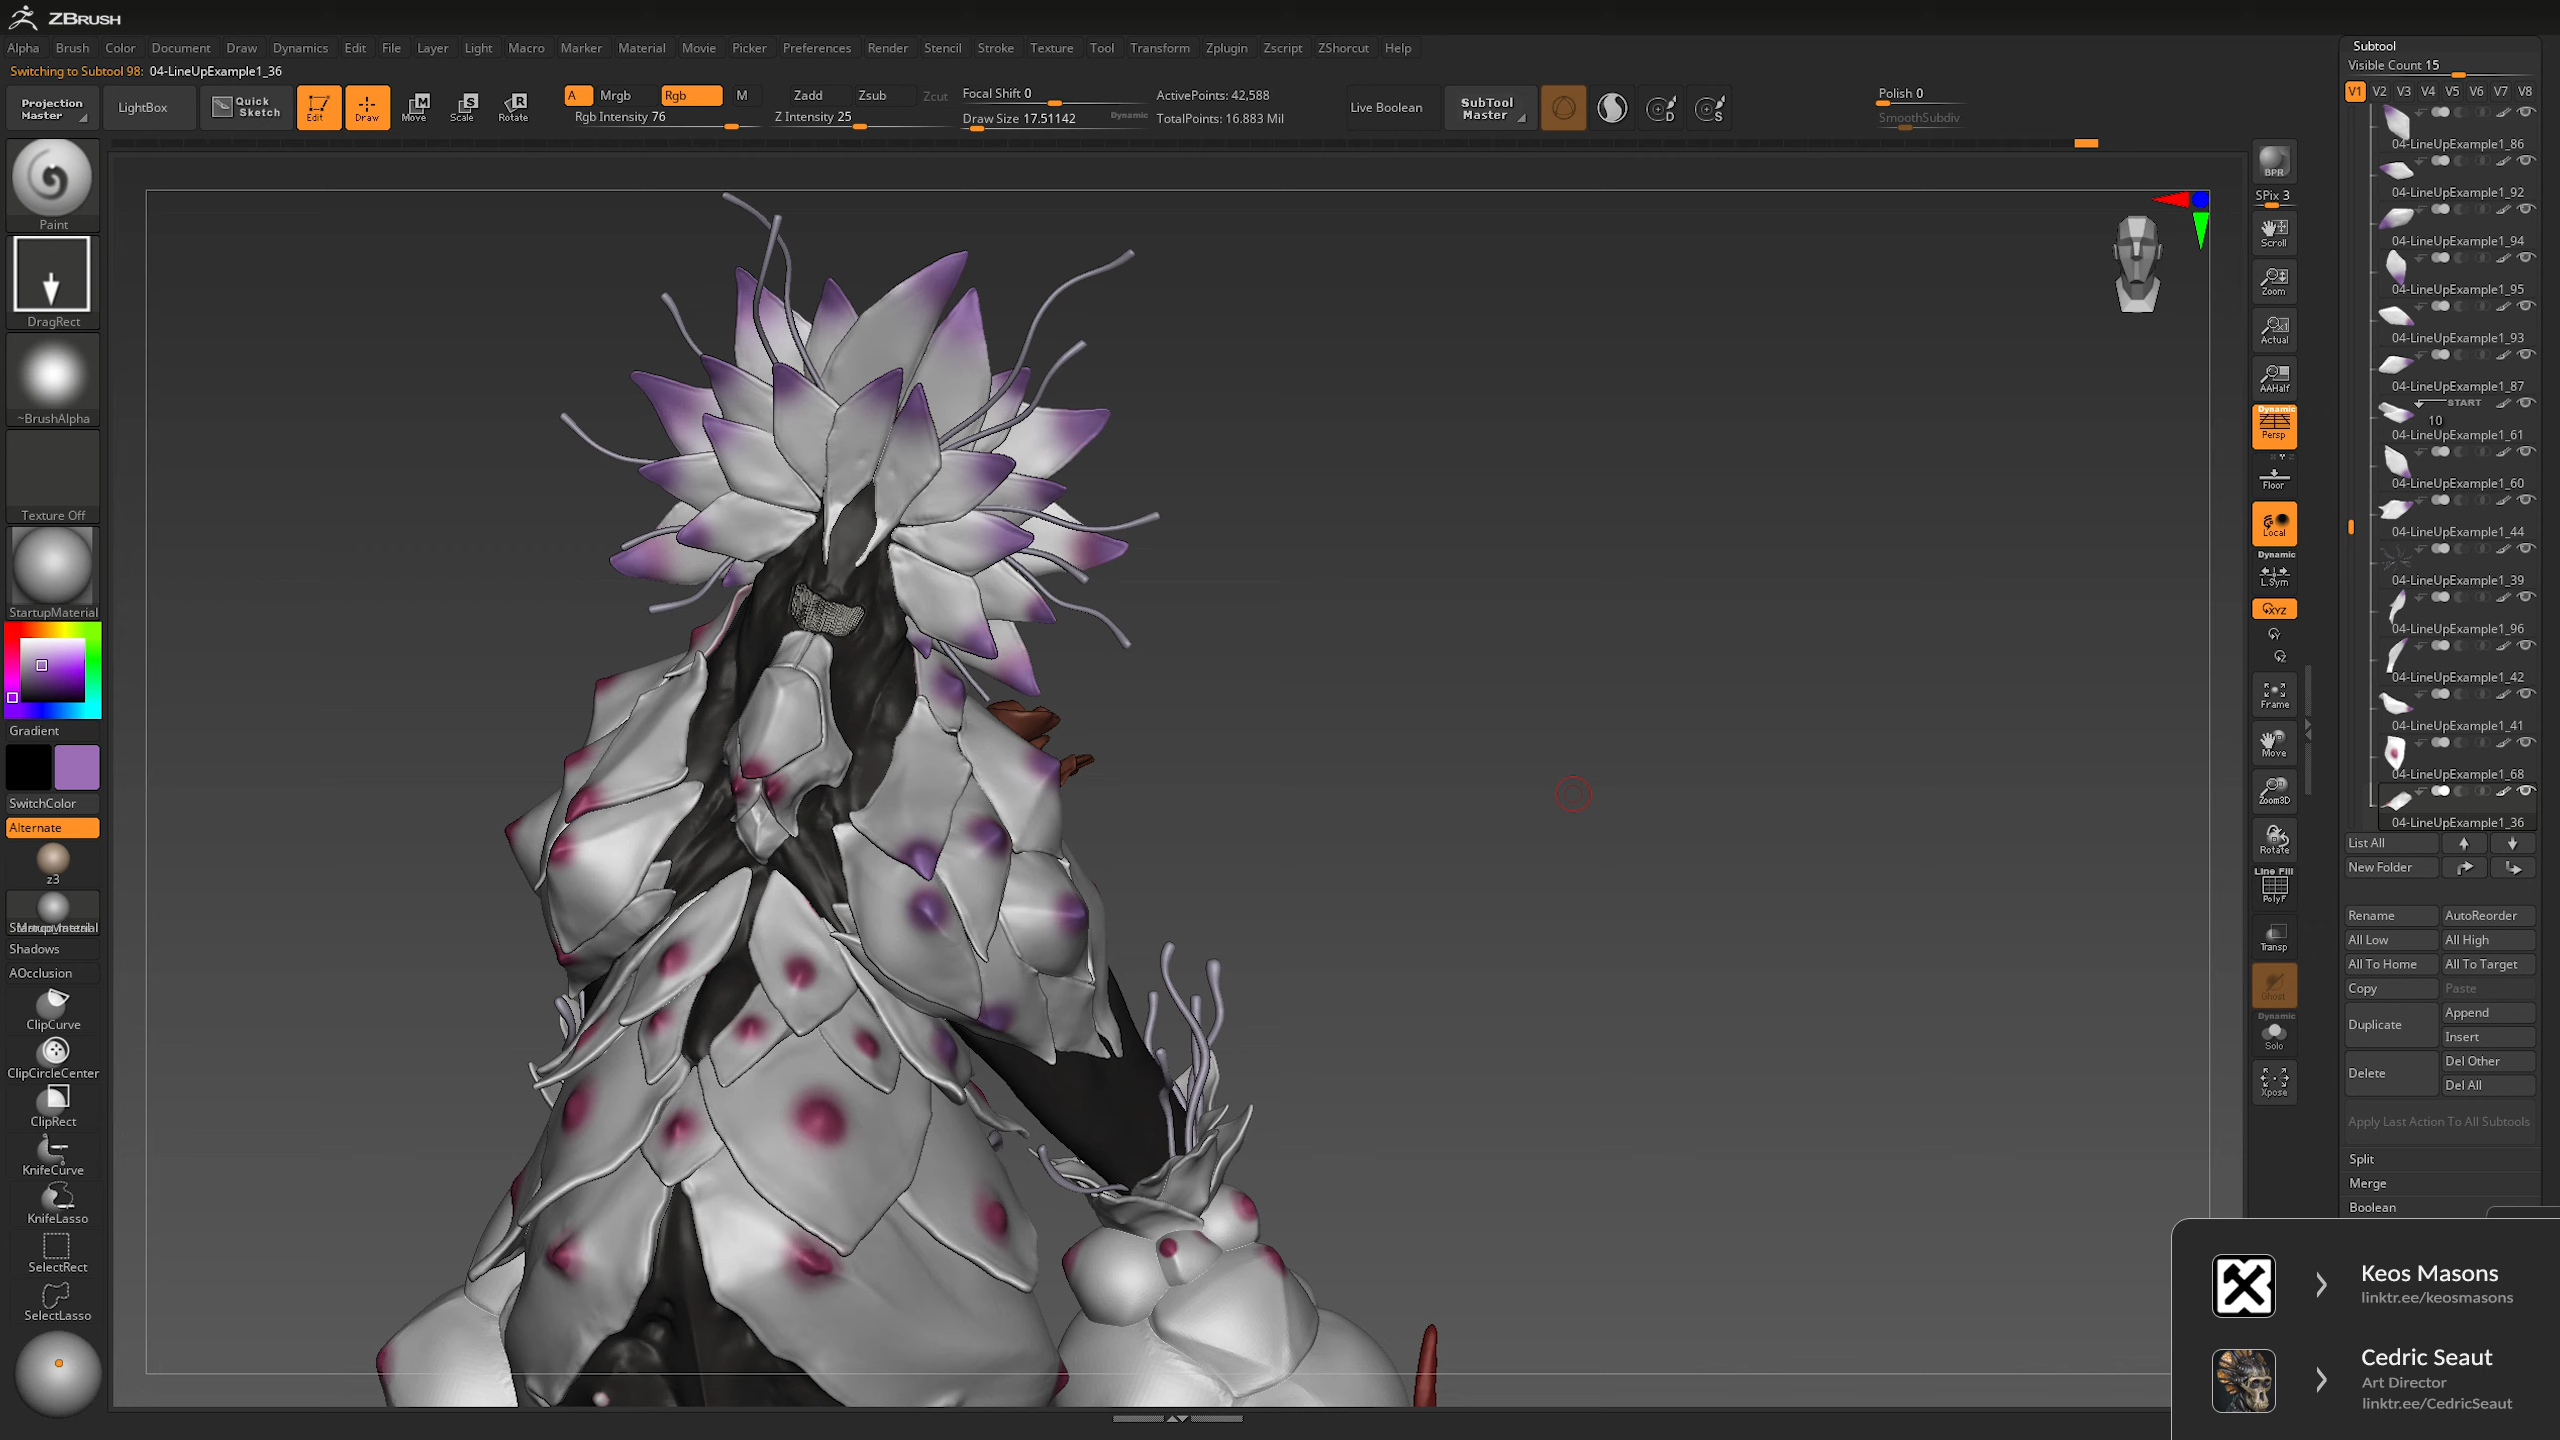 ZBRUSH
Alpha Brush Color Document Draw Dynamics Edit File Layer Light Macro Marker Material Movie Picker Preferences Render Stencil Stroke Texture Tool Transform Zplugin Zscript ZShortcut Help
Switching to Subtool 98: 04-LineUpExample1_36
Projection Master
LightBox
Quick Sketch
Edit
Draw
Move
Scale
Rotate
A Mrgb Rgb M
Rgb Intensity 76
Zadd Zsub Zcut
Z Intensity 25
Focal Shift 0
Draw Size 17.51142
Dynamic
ActivePoints: 42,588
TotalPoints: 16.883 Mil
Live Boolean
SubTool Master
Polish 0
SmoothSubdiv
Paint
DragRect
~BrushAlpha
Texture Off
StartupMaterial
Gradient
SwitchColor
Alternate
z3
Shadows
AOcclusion
ClipCurve
ClipCircleCenter
ClipRect
KnifeCurve
KnifeLasso
SelectRect
SelectLasso
BPR
SPix 3
Scroll
Zoom
Actual
AAHalf
Dynamic
Persp
Floor
Local
Dynamic
L.Sym
XYZ
Frame
Move
Zoom3D
Rotate
Line Fill
PolyF
Transp
Ghost
Dynamic
Solo
Xpose
Subtool
Visible Count 15
V1 V2 V3 V4 V5 V6 V7 V8
04-LineUpExample1_86
04-LineUpExample1_92
04-LineUpExample1_94
04-LineUpExample1_95
04-LineUpExample1_93
04-LineUpExample1_87
START
10
04-LineUpExample1_61
04-LineUpExample1_60
04-LineUpExample1_44
04-LineUpExample1_39
04-LineUpExample1_96
04-LineUpExample1_42
04-LineUpExample1_41
04-LineUpExample1_68
04-LineUpExample1_36
List All
New Folder
Rename AutoReorder
All Low All High
All To Home All To Target
Copy Paste
Duplicate
Append
Insert
Delete
Del Other
Del All
Apply Last Action To All Subtools
Split
Merge
Boolean
Keos Masons
linktr.ee/keosmasons
Cedric Seaut
Art Director
linktr.ee/CedricSeaut